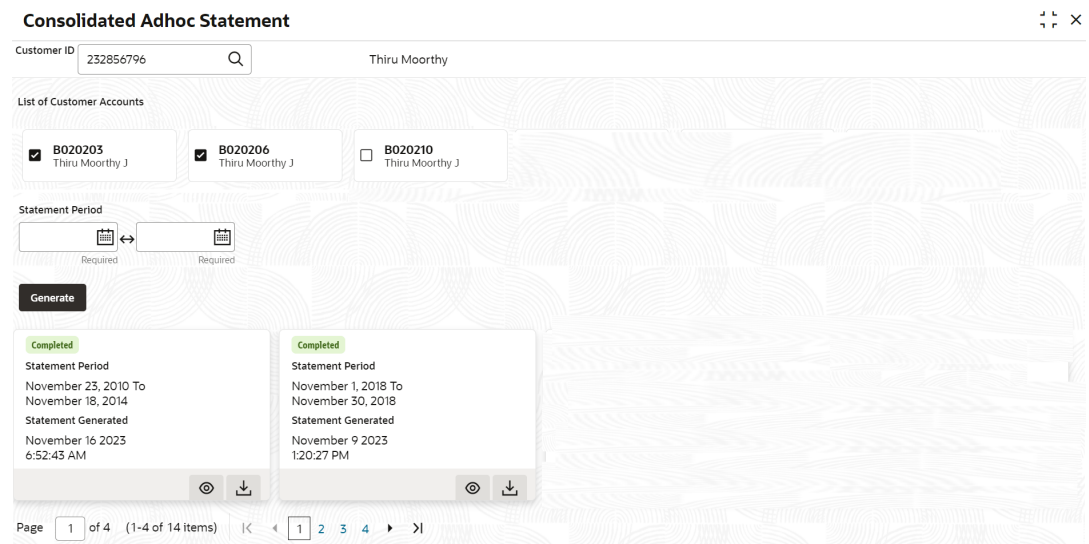 Consolidated Adhoc Statement
Customer ID
232856796
Thiru Moorthy
List of Customer Accounts
B020203
Thiru Moorthy J
B020206
Thiru Moorthy J
B020210
Thiru Moorthy J
Statement Period
Required
Required
Generate
Completed
Statement Period
November 23, 2010 To
November 18, 2014
Statement Generated
November 16 2023
6:52:43 AM
Completed
Statement Period
November 1, 2018 To
November 30, 2018
Statement Generated
November 9 2023
1:20:27 PM
Page 1 of 4 (1-4 of 14 items) 1 2 3 4